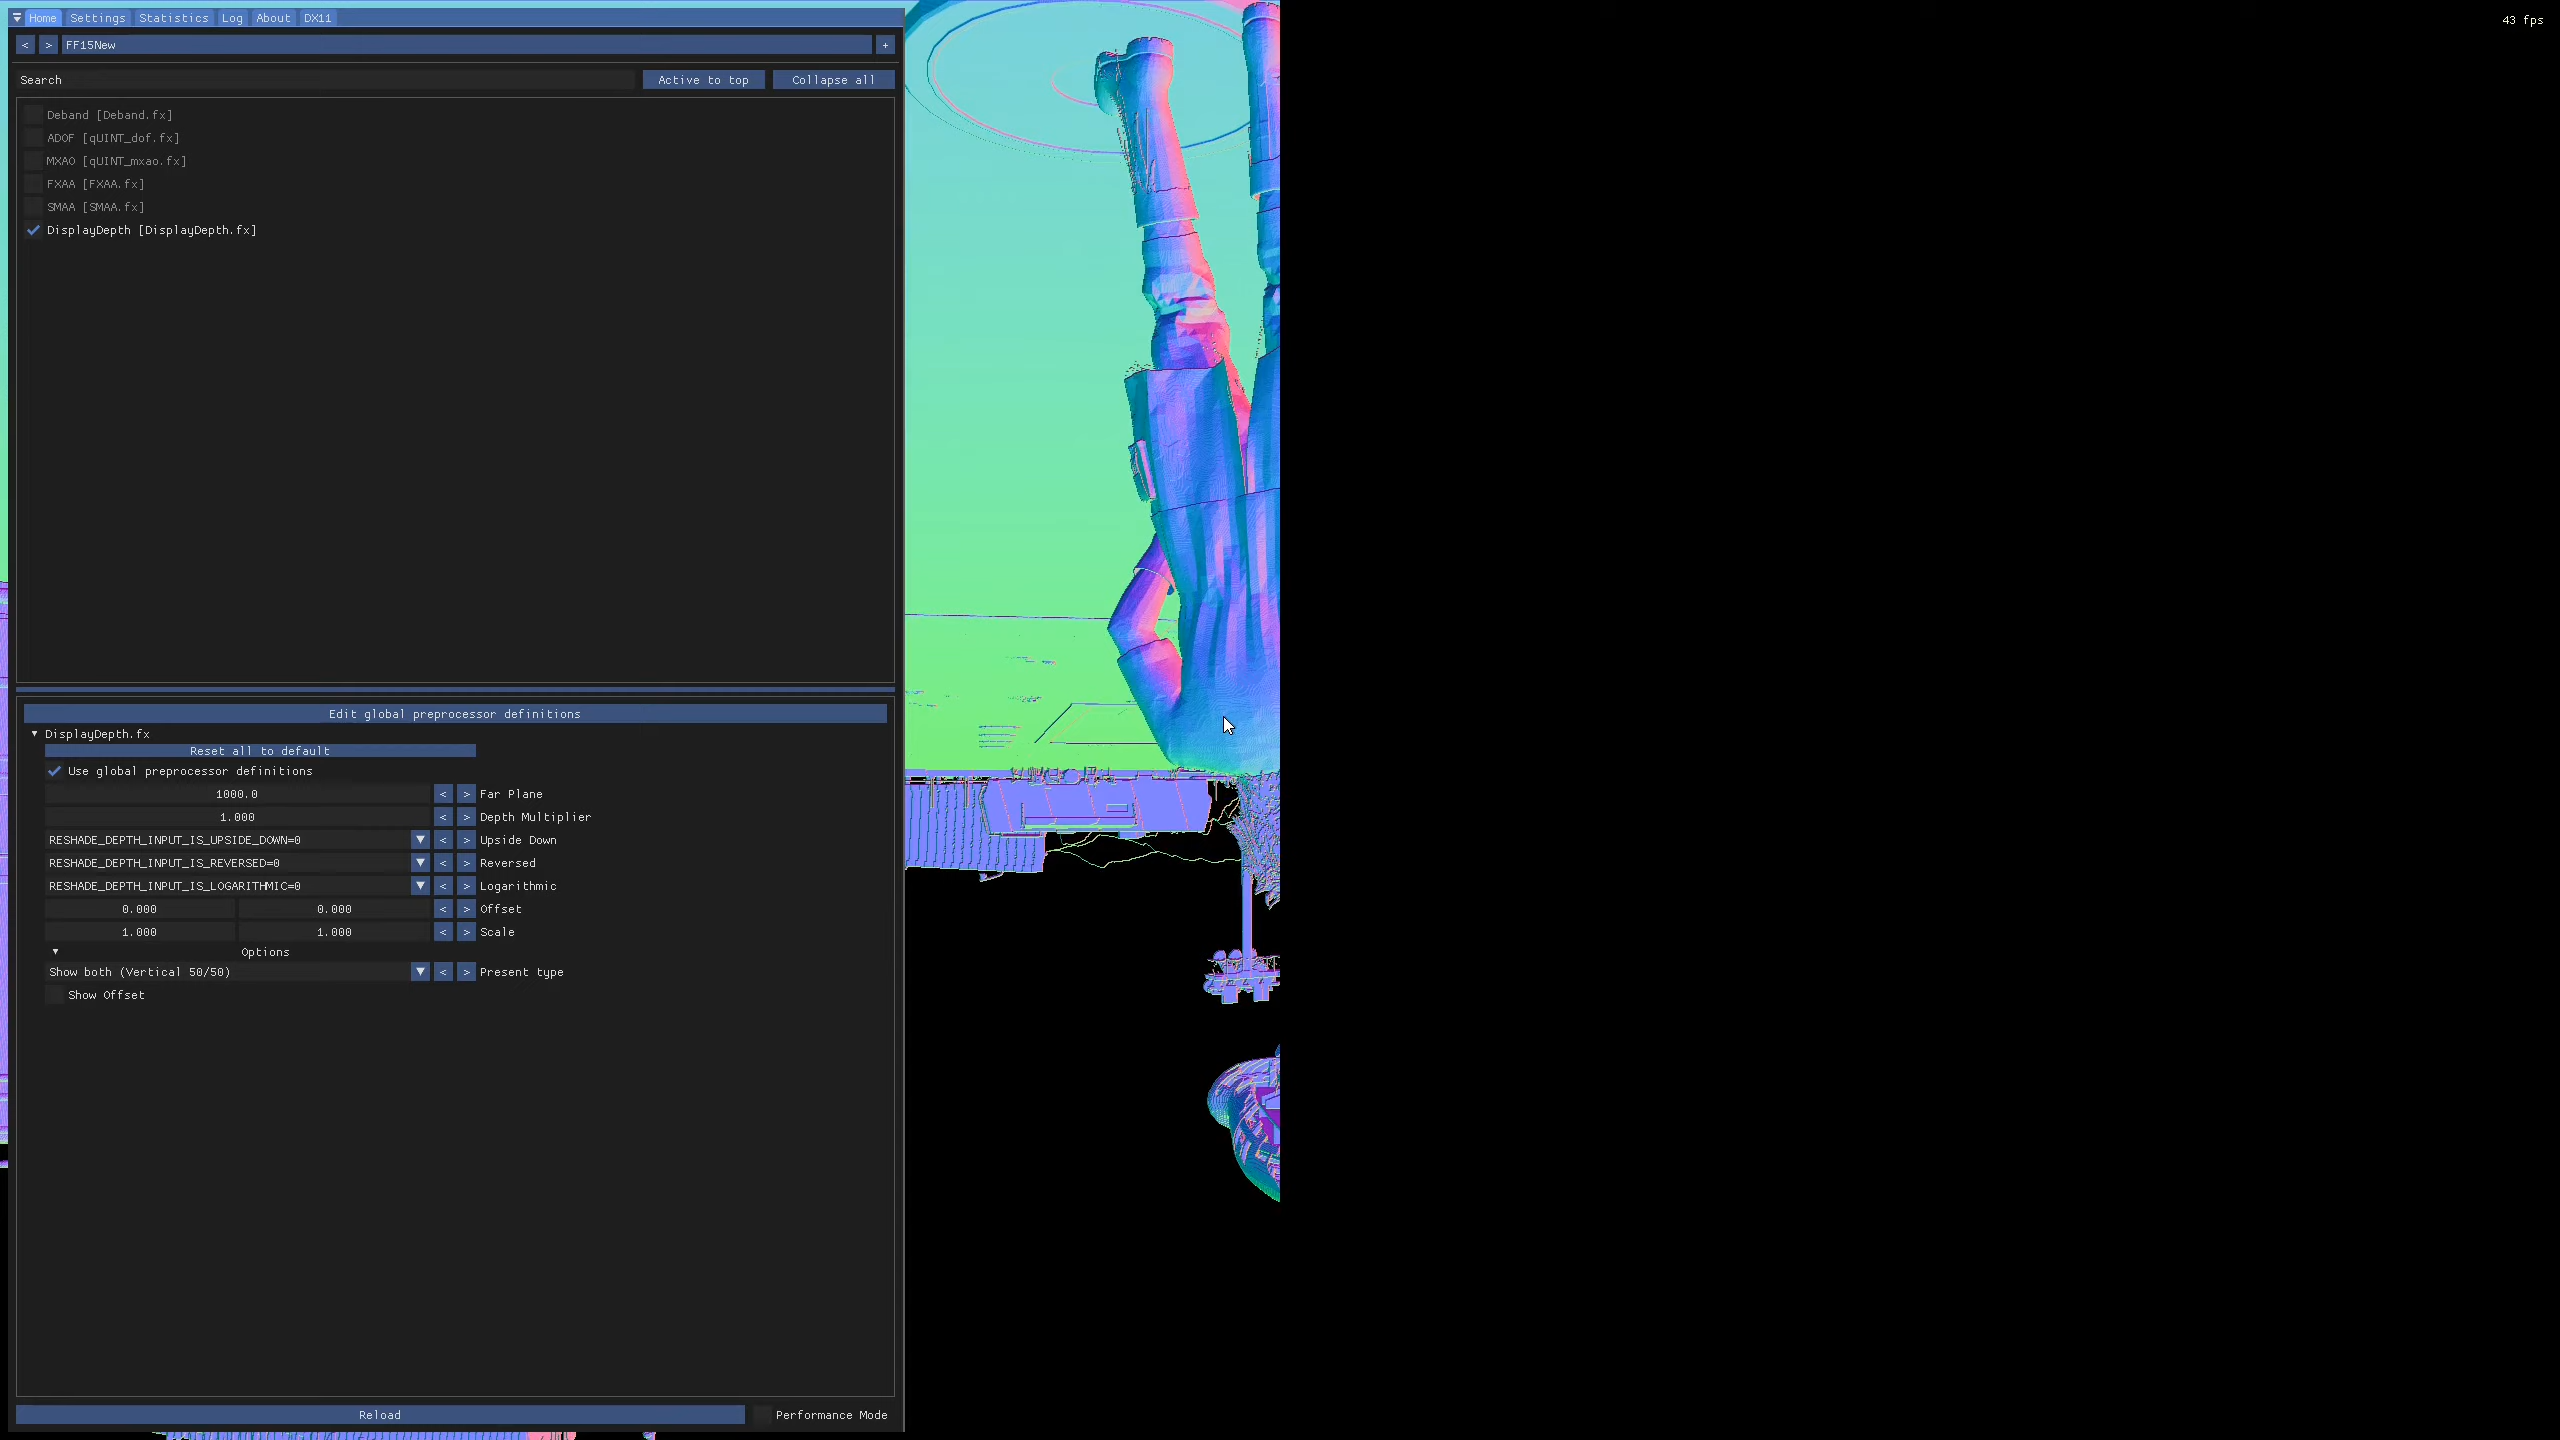 Home Settings Statistics Log About DX11
43 fps
< > FF15New +
Search Active to top Collapse all
Deband [Deband.fx]
ADOF [qUINT_dof.fx]
MXAO [qUINT_mxao.fx]
FXAA [FXAA.fx]
SMAA [SMAA.fx]
DisplayDepth [DisplayDepth.fx]
Edit global preprocessor definitions
DisplayDepth.fx
Reset all to default
Use global preprocessor definitions
1000.0 < > Far Plane
1.000 < > Depth Multiplier
RESHADE_DEPTH_INPUT_IS_UPSIDE_DOWN=0 < > Upside Down
RESHADE_DEPTH_INPUT_IS_REVERSED=0 < > Reversed
RESHADE_DEPTH_INPUT_IS_LOGARITHMIC=0 < > Logarithmic
0.000 0.000 < > Offset
1.000 1.000 < > Scale
Options
Show both (Vertical 50/50) < > Present type
Show Offset
Reload Performance Mode